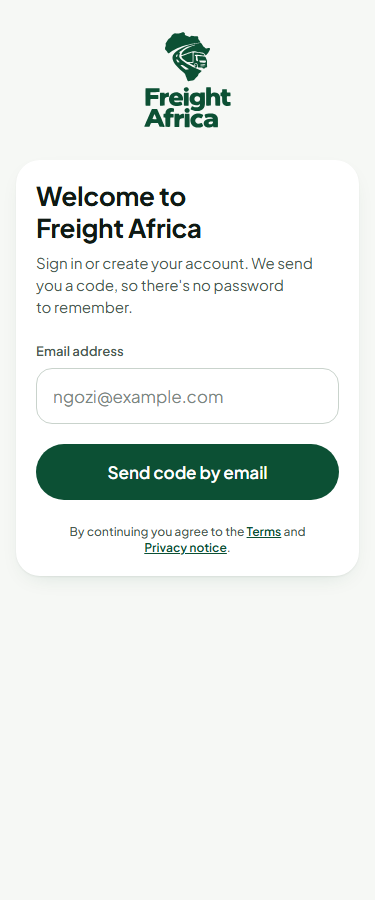 Freight
Africa
Welcome to
Freight Africa
Sign in or create your account. We send
you a code, so there's no password
to remember.
Email address
ngozi@example.com
Send code by email
By continuing you agree to the Terms and
Privacy notice.